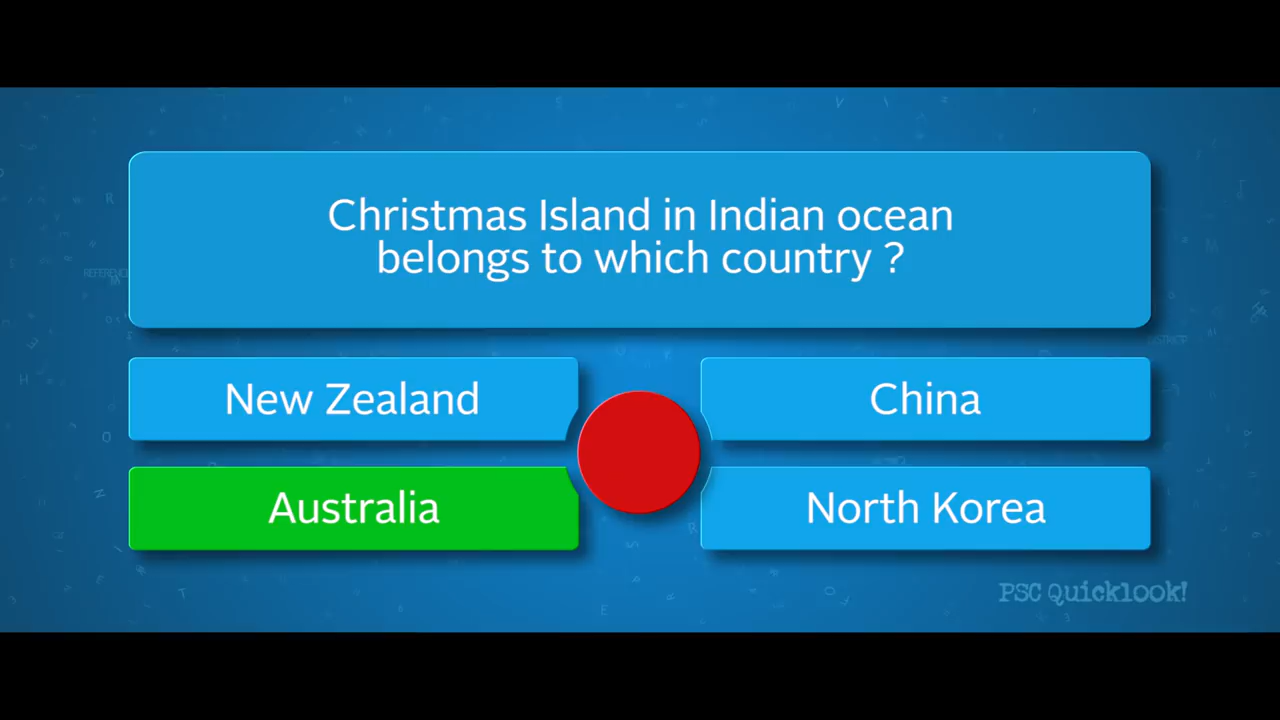 Christmas Island in Indian ocean
belongs to which country ?
New Zealand
China
Australia
North Korea
PSC Quicklook!